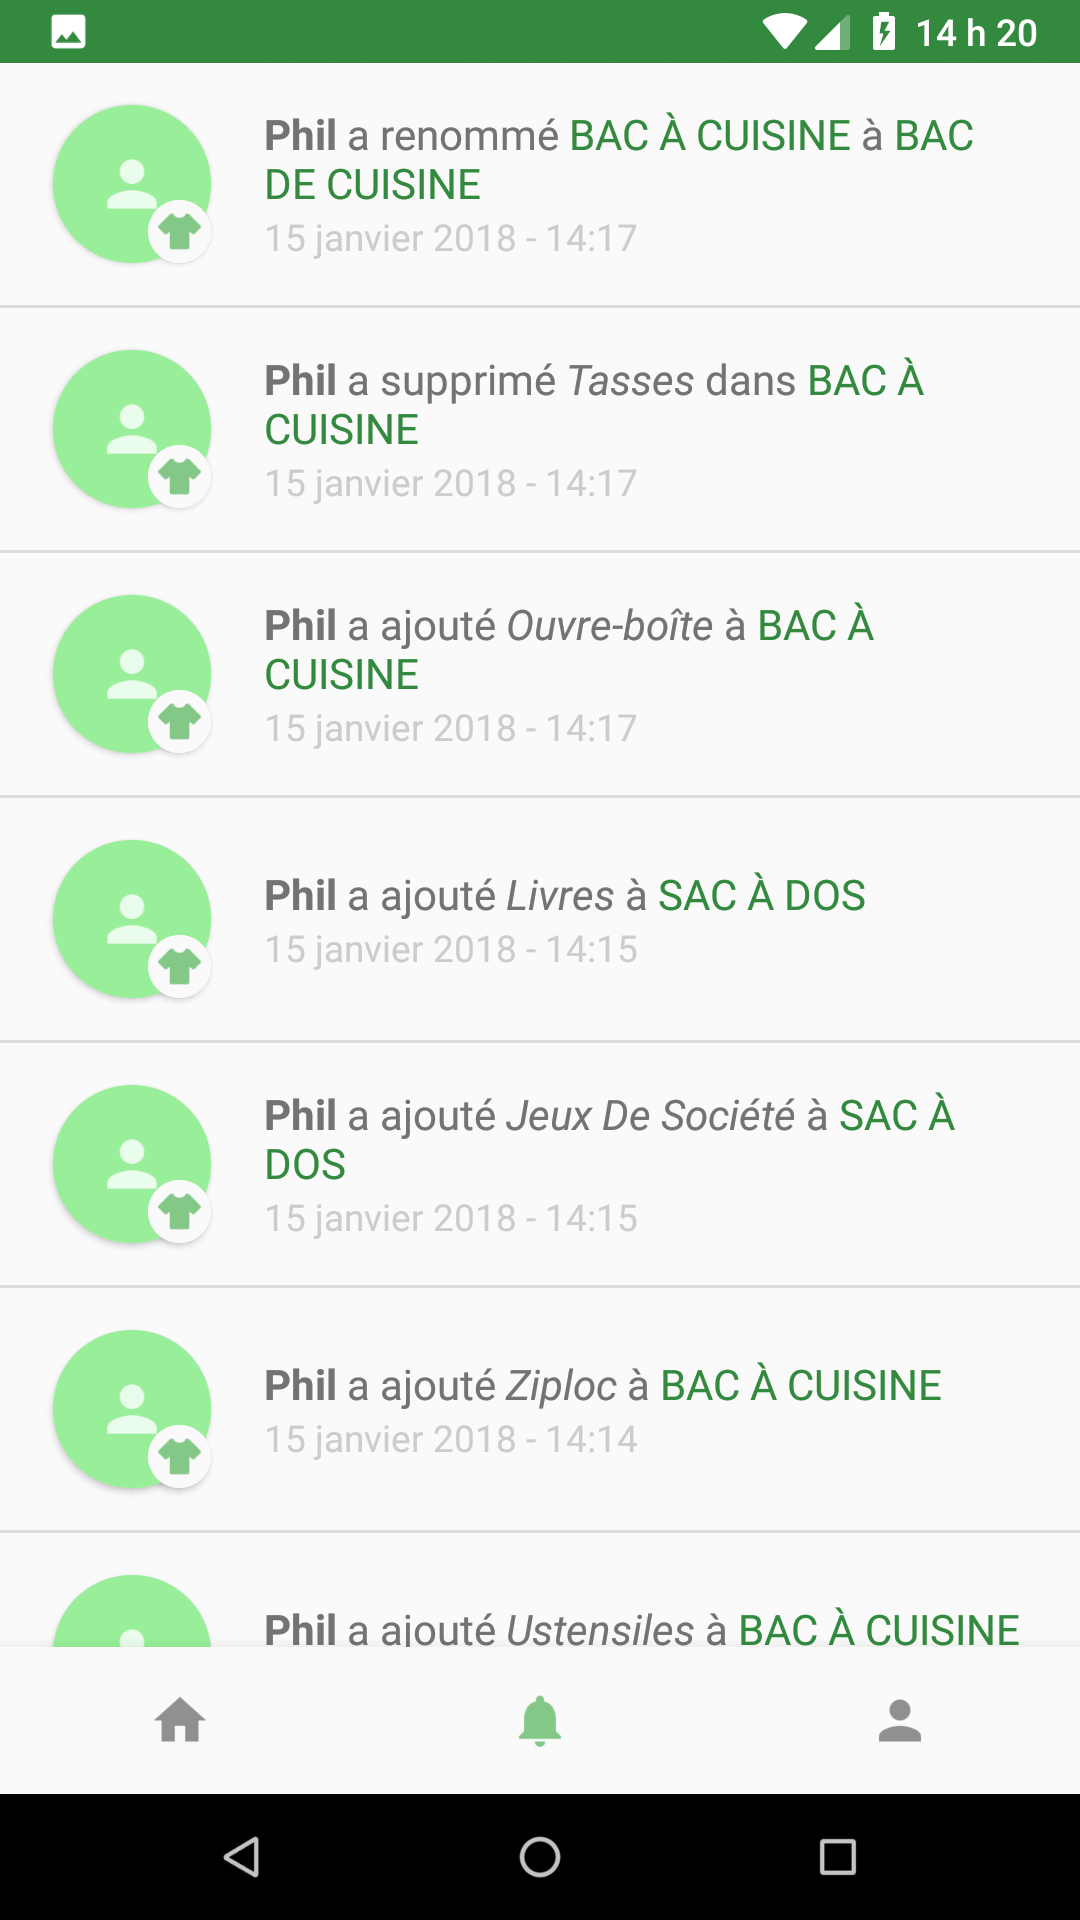 14 h 20
Phil a renommé BAC À CUISINE à BAC
DE CUISINE
15 janvier 2018 - 14:17
Phil a supprimé Tasses dans BAC À
CUISINE
15 janvier 2018 - 14:17
Phil a ajouté Ouvre-boîte à BAC À
CUISINE
15 janvier 2018 - 14:17
Phil a ajouté Livres à SAC À DOS
15 janvier 2018 - 14:15
Phil a ajouté Jeux De Société à SAC À
DOS
15 janvier 2018 - 14:15
Phil a ajouté Ziploc à BAC À CUISINE
15 janvier 2018 - 14:14
Phil a ajouté Ustensiles à BAC À CUISINE